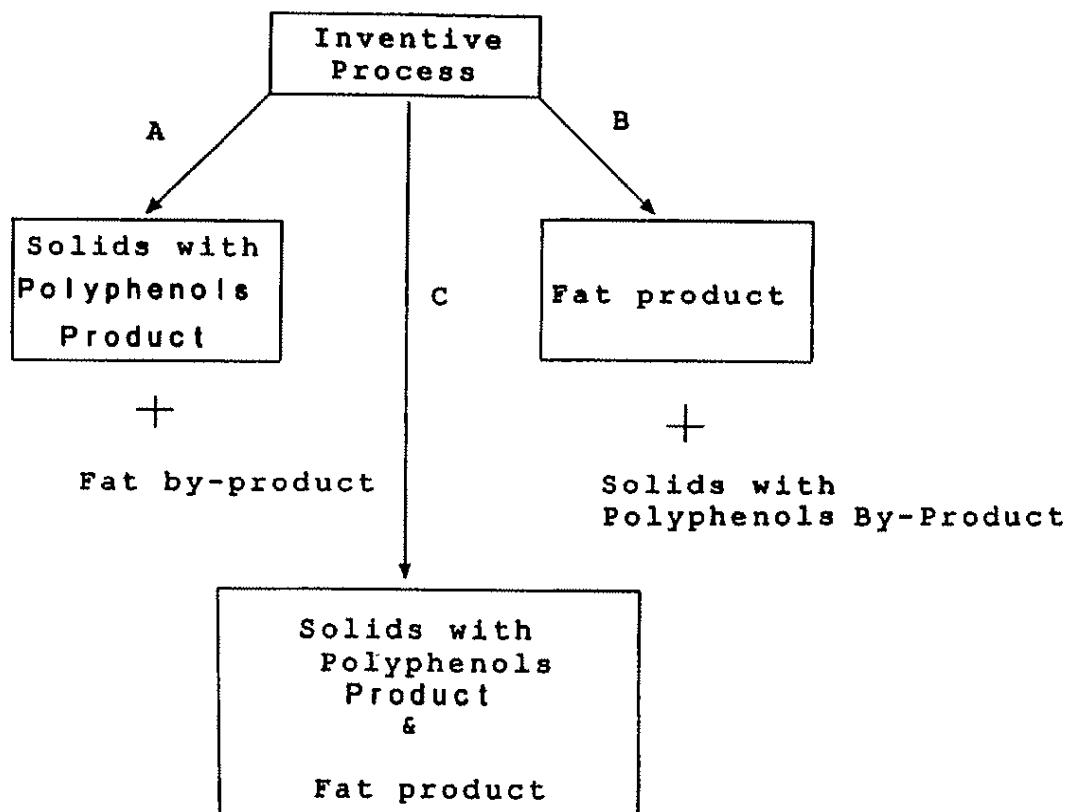 Inventive
Process
A
B
Solids with
Polyphenols
Product
C
Fat product
+
+
Fat by-product
Solids with
Polyphenols By-Product
Solids with
Polyphenols
Product
&
Fat product